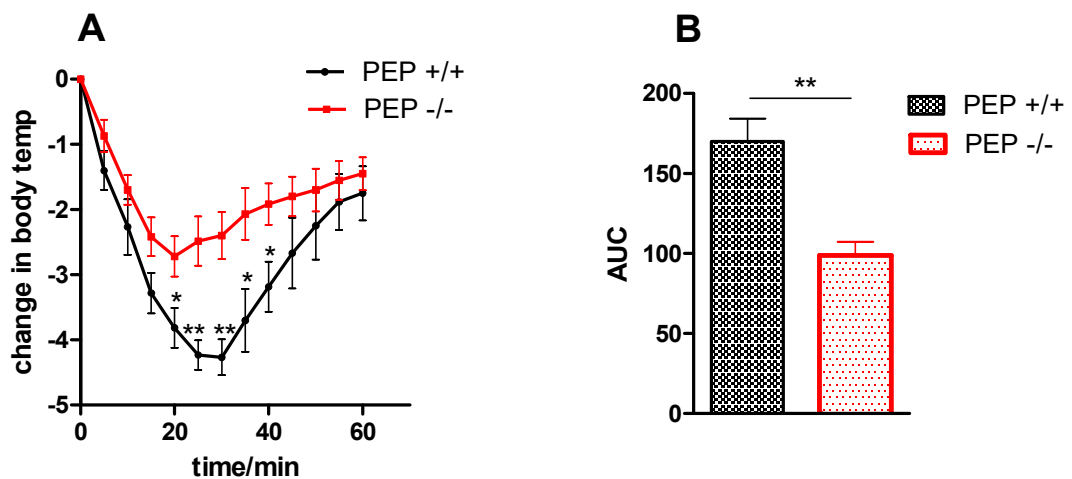 A
PEP +/+
PEP -/-
change in body temp
0
-1
-2
-3
-4
-5
*
**
**
*
*
0
20
40
60
time/min
B
**
PEP +/+
PEP -/-
AUC
200
150
100
50
0